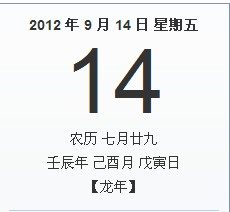 2012 年 9 月 14 日 星期五
14
农历 七月廿九
壬辰年 己酉月 戊寅日
【龙年】